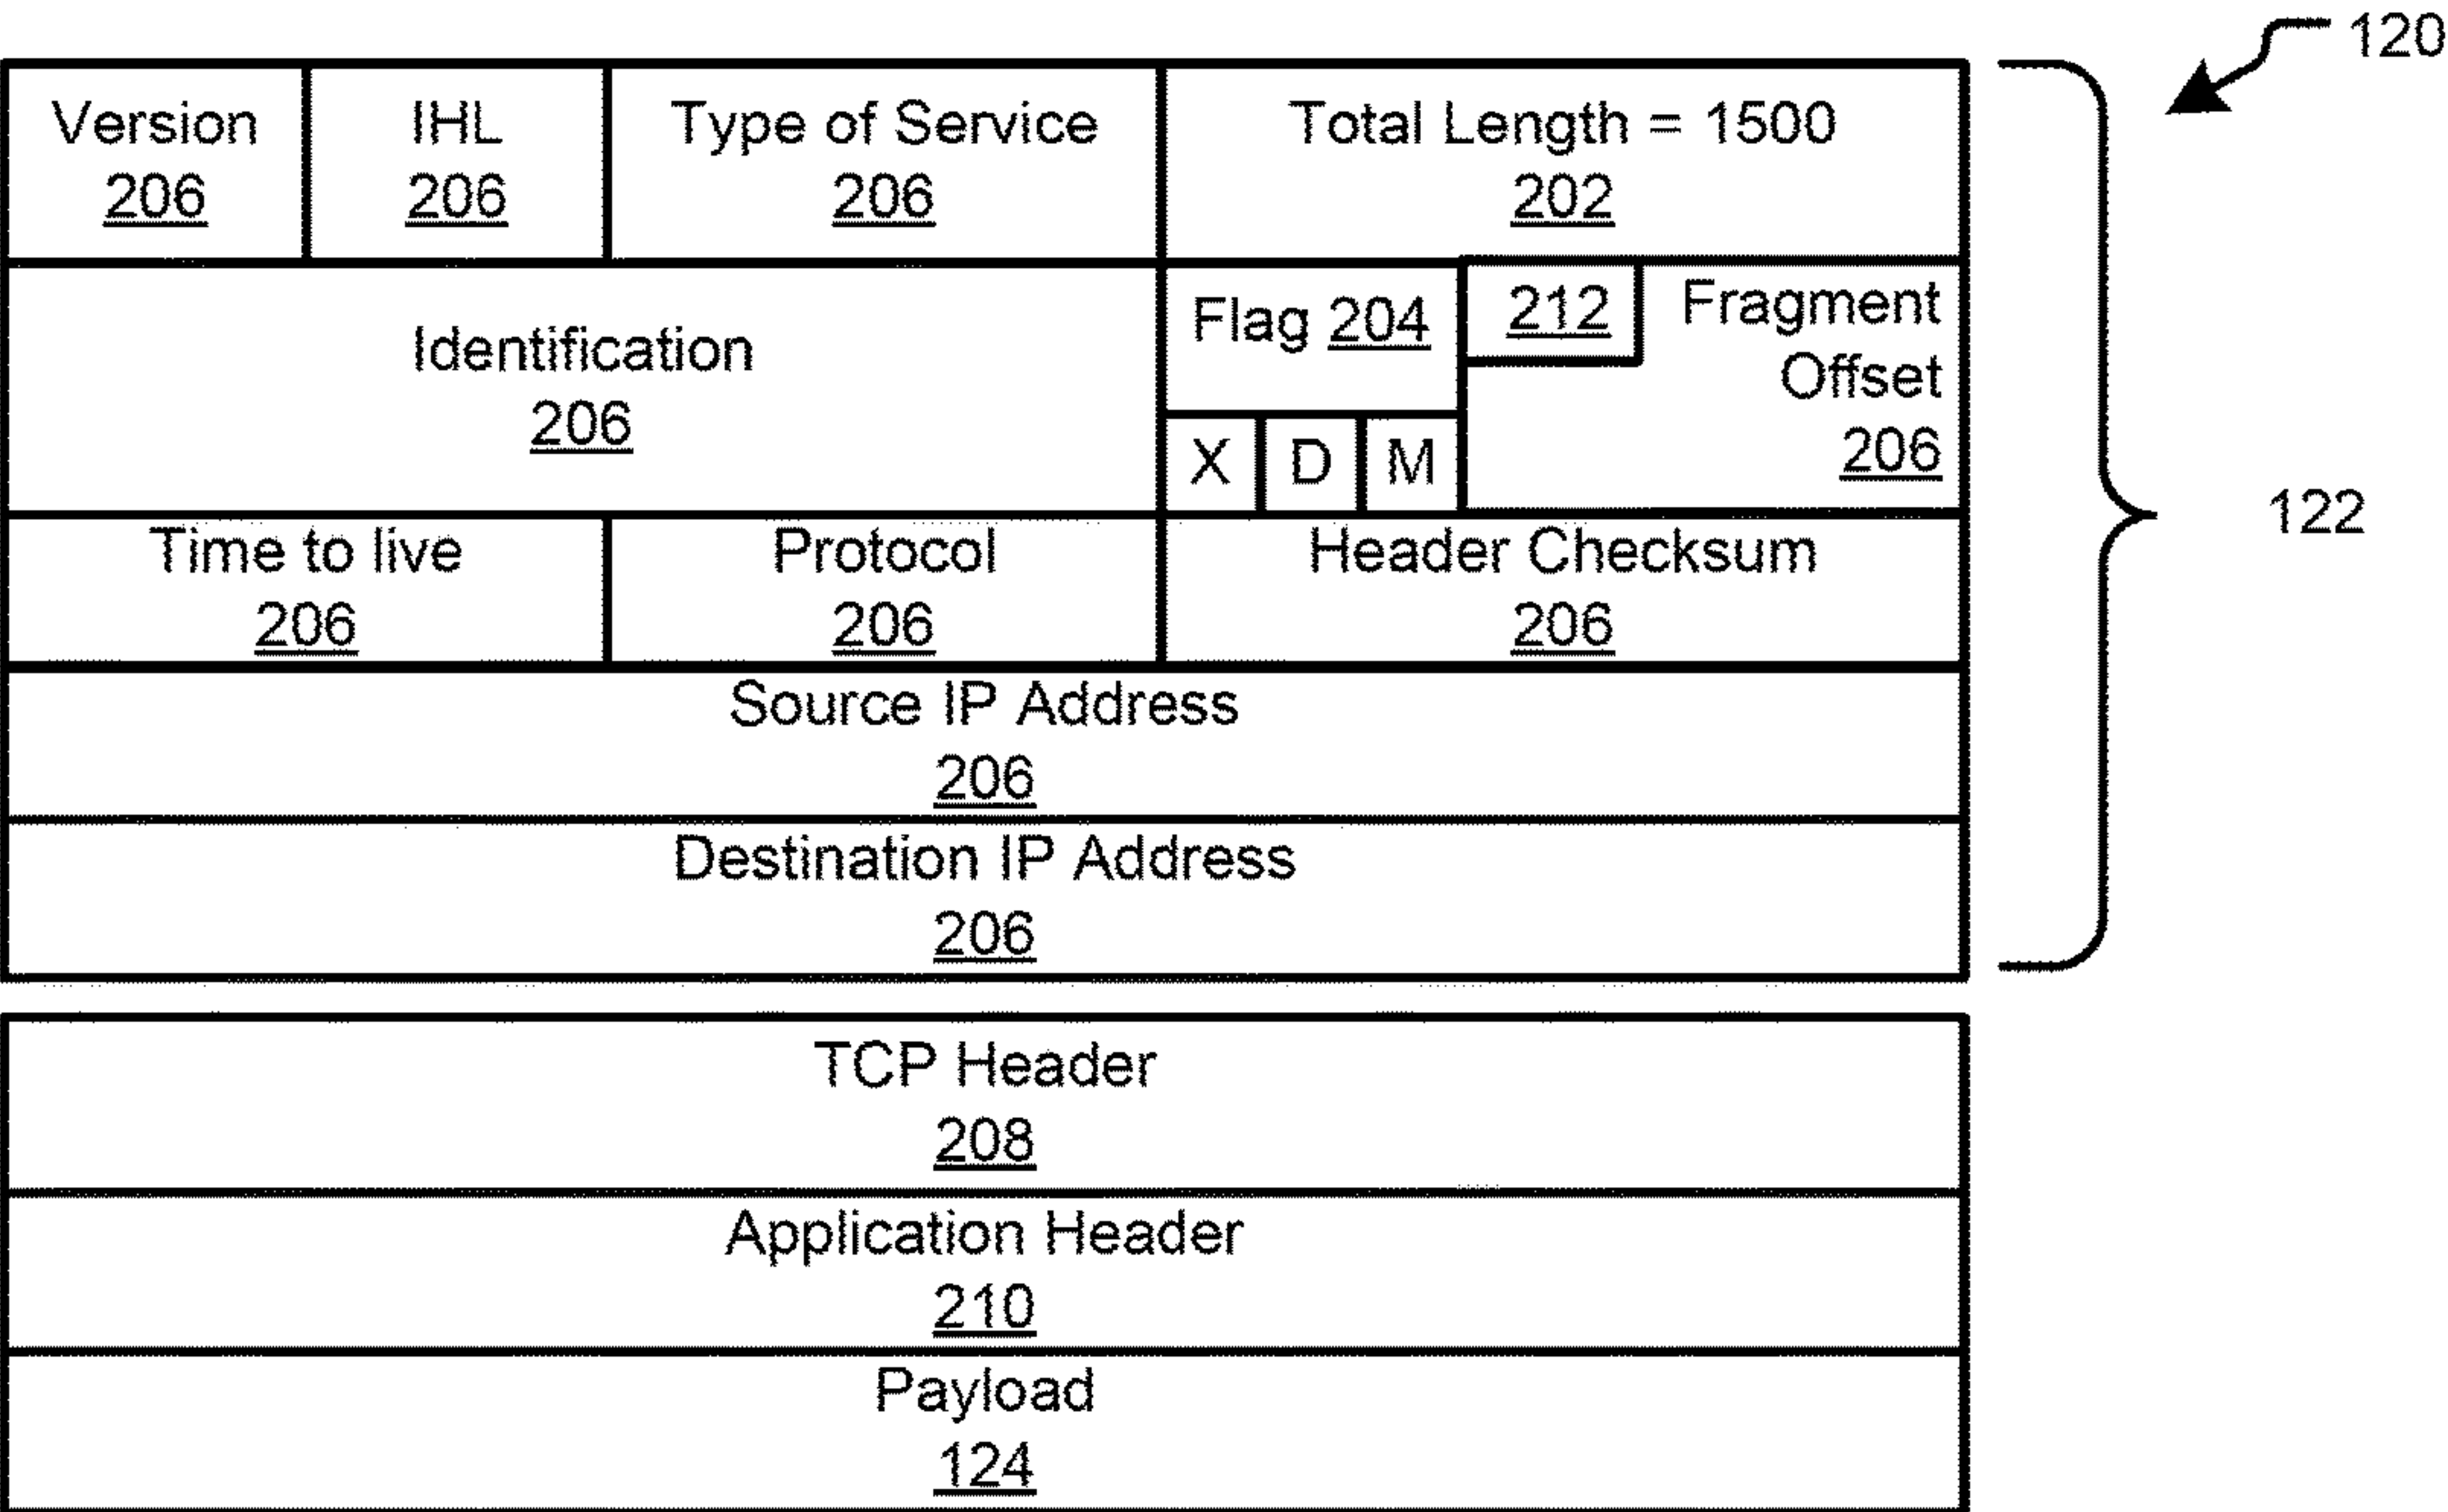 120
Version
206
IHL
206
Type of Service
206
Total Length = 1500
202
Identification
206
Flag 204
X
D
M
212
Fragment
Offset
206
122
Time to live
206
Protocol
206
Header Checksum
206
Source IP Address
206
Destination IP Address
206
TCP Header
208
Application Header
210
Payload
124